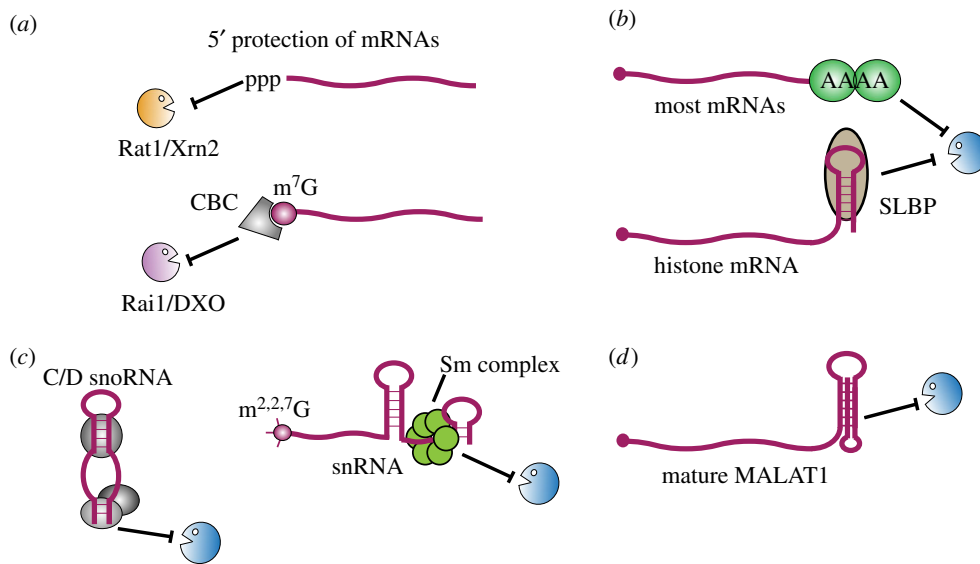 (a)
5′ protection of mRNAs
ppp
Rat1/Xrn2
CBC
m⁷G
Rai1/DXO
(b)
AAAA
most mRNAs
SLBP
histone mRNA
(c)
C/D snoRNA
Sm complex
m²,²,⁷G
snRNA
(d)
mature MALAT1